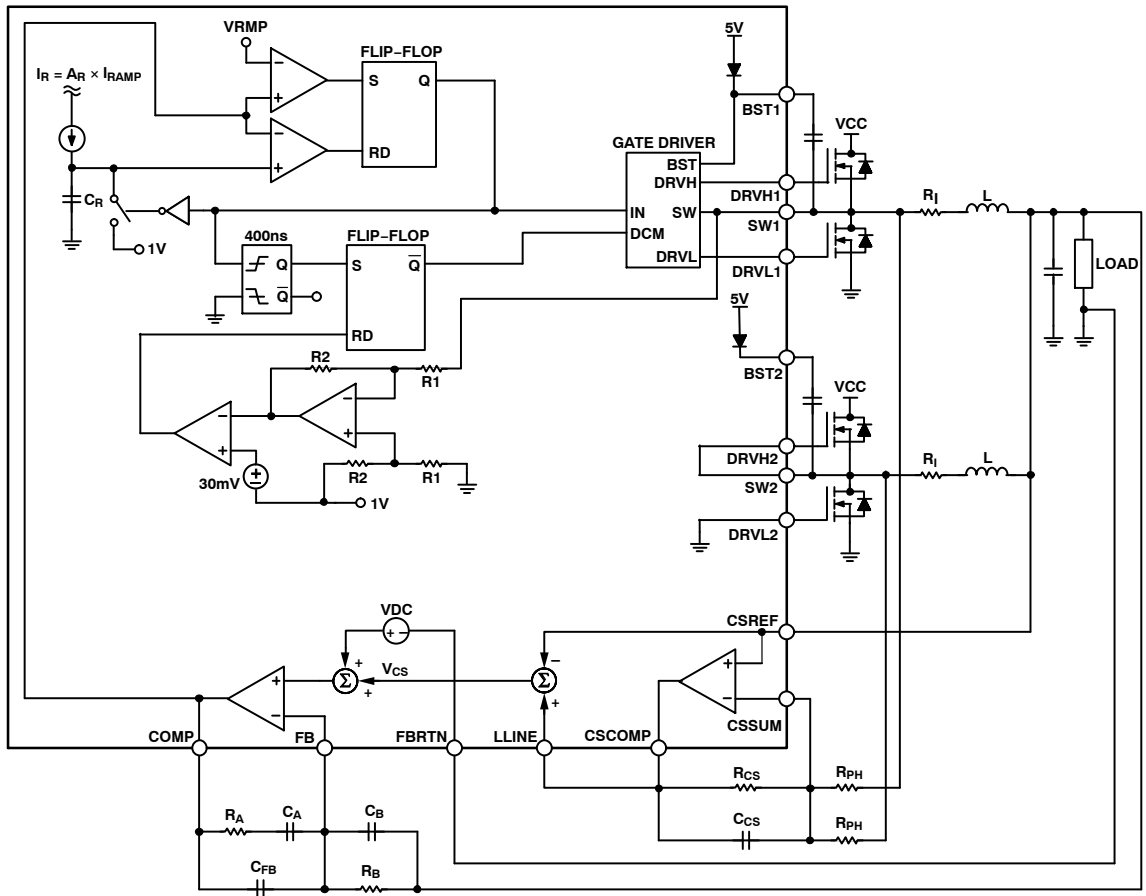 VRMP
FLIP–FLOP
I_R = A_R × I_RAMP
S
Q
RD
C_R
1V
5V
BST1
VCC
GATE DRIVER
BST
DRVH
DRVH1
IN
SW
SW1
DCM
DRVL
DRVL1
R_I
L
LOAD
400ns
Q
Q̅
FLIP–FLOP
S
Q̅
RD
R2
R1
5V
BST2
VCC
DRVH2
SW2
DRVL2
R_I
L
30mV
R2
R1
1V
VDC
CSREF
V_CS
Σ
Σ
CSSUM
COMP
FB
FBRTN
LLINE
CSCOMP
R_CS
R_PH
C_CS
R_PH
R_A
C_A
C_B
C_FB
R_B